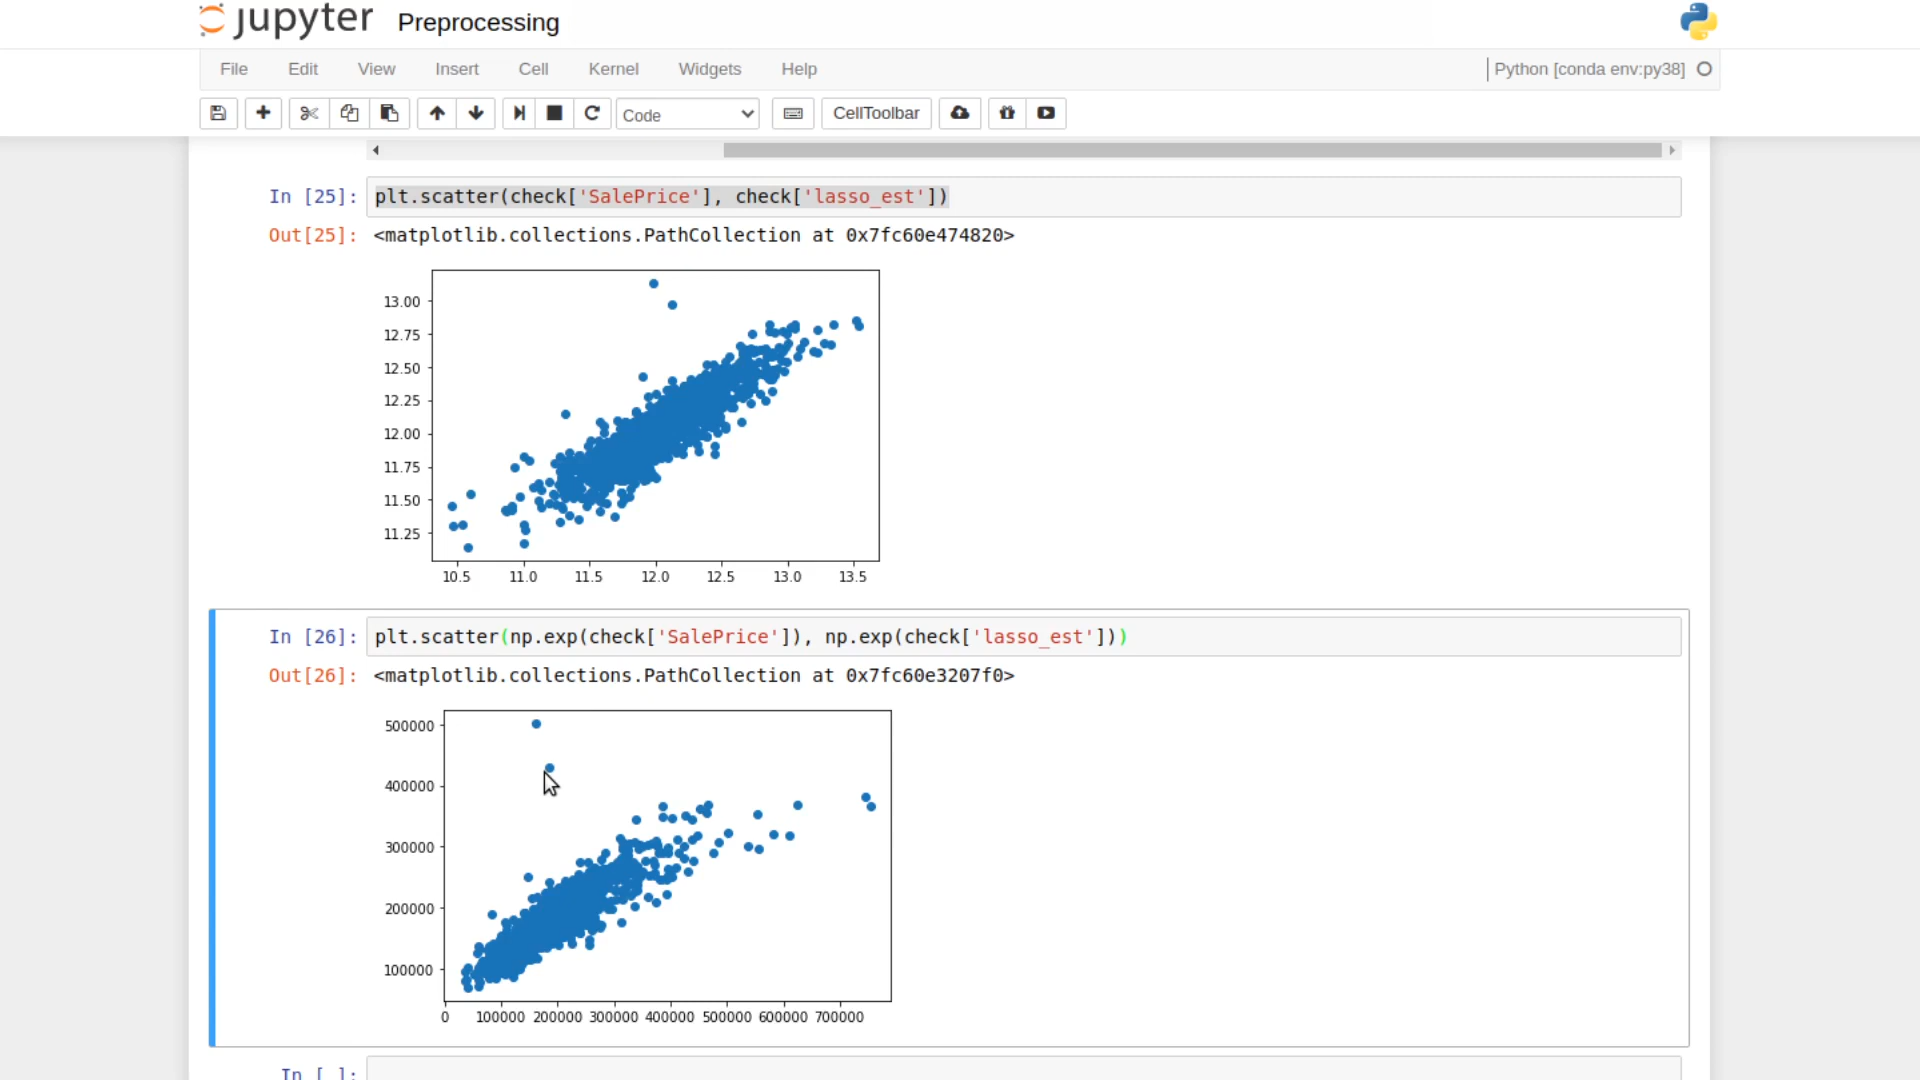 jupyter Preprocessing
File Edit View Insert Cell Kernel Widgets Help Python [conda env:py38]
Code CellToolbar
In [25]: plt.scatter(check['SalePrice'], check['lasso_est'])
Out[25]: <matplotlib.collections.PathCollection at 0x7fc60e474820>
13.00
12.75
12.50
12.25
12.00
11.75
11.50
11.25
10.5 11.0 11.5 12.0 12.5 13.0 13.5
In [26]: plt.scatter(np.exp(check['SalePrice']), np.exp(check['lasso_est']))
Out[26]: <matplotlib.collections.PathCollection at 0x7fc60e3207f0>
500000
400000
300000
200000
100000
0 100000 200000 300000 400000 500000 600000 700000
In [ ]: